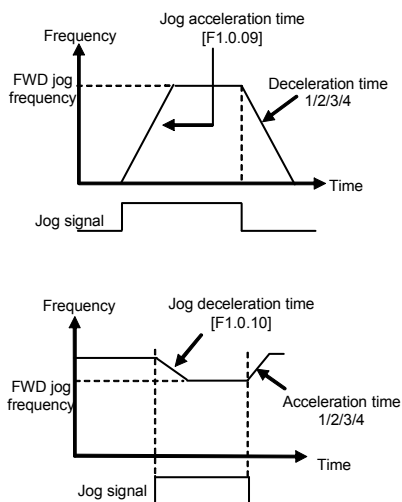 Jog acceleration time
[F1.0.09]
Frequency
FWD jog
frequency
Deceleration time
1/2/3/4
Time
Jog signal
Frequency
Jog deceleration time
[F1.0.10]
FWD jog
frequency
Acceleration time
1/2/3/4
Time
Jog signal